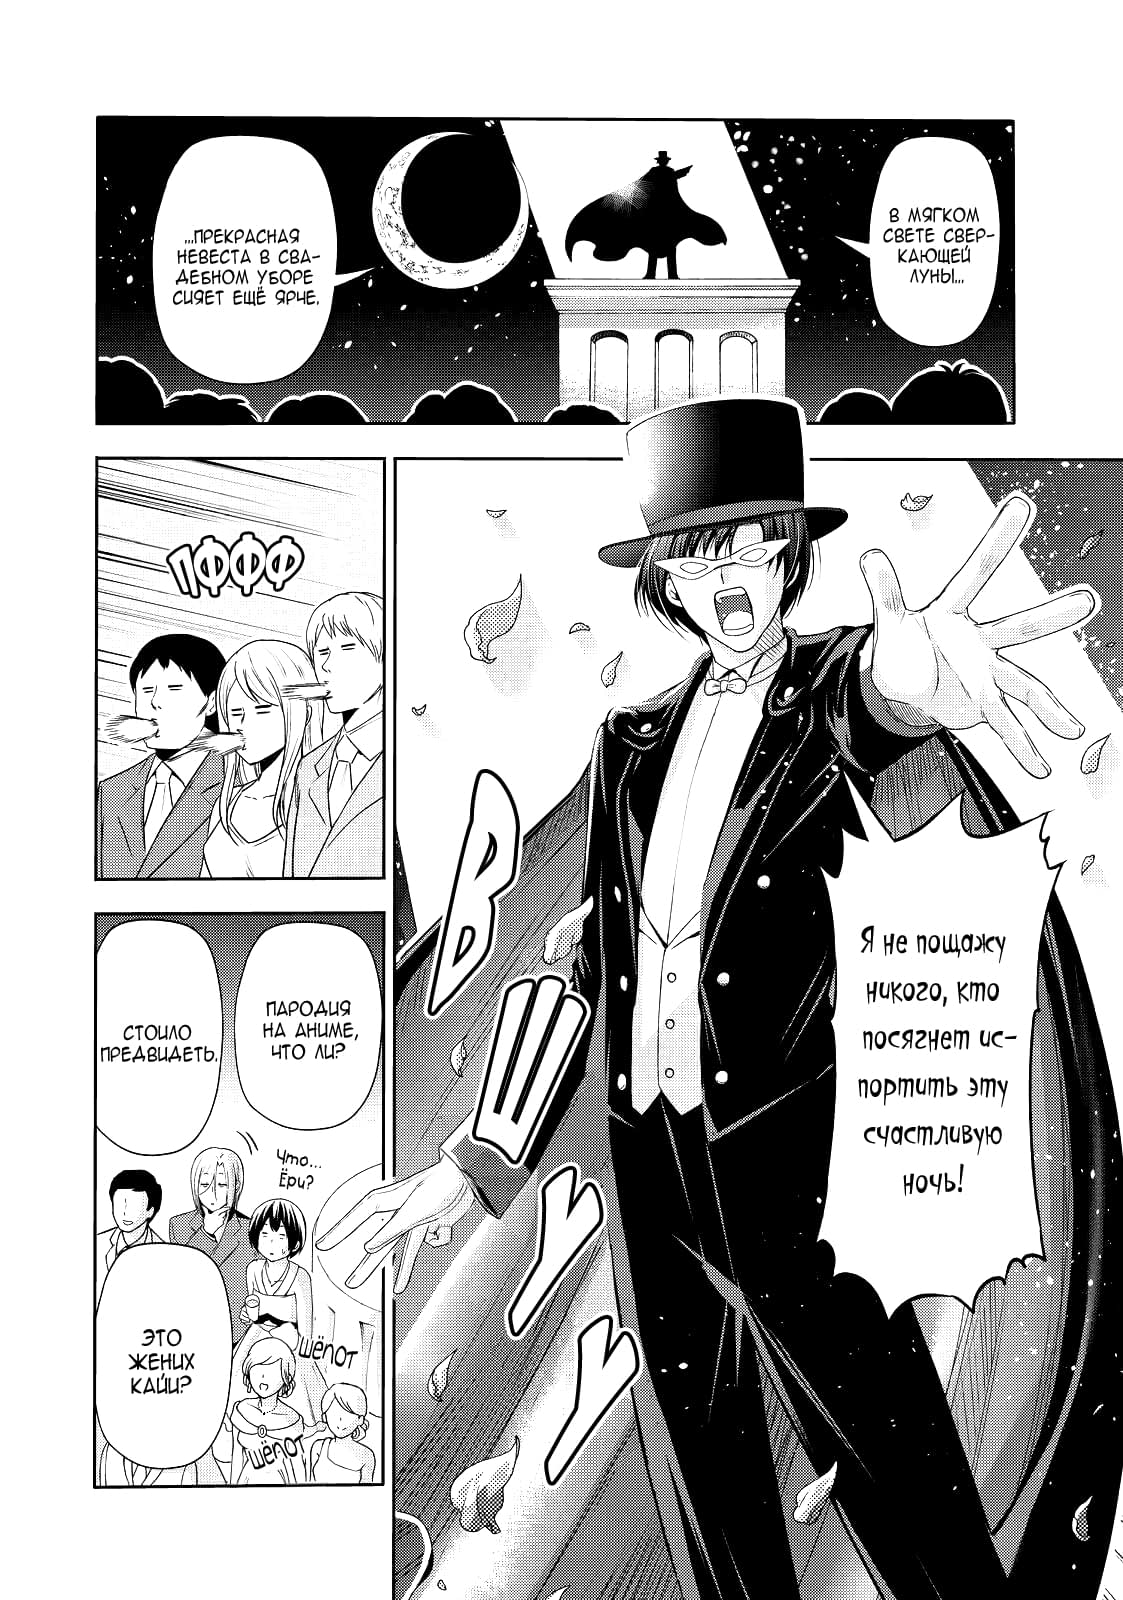 В МЯГКОМ
СВЕТЕ СВЕР-
КАЮЩЕЙ
ЛУНЫ...
...ПРЕКРАСНАЯ
НЕВЕСТА В СВА-
ДЕБНОМ УБОРЕ
СИЯЕТ ЕЩЁ ЯРЧЕ.
Я не пощажу
никого, кто
посягнет ис-
портить эту
счастливую
ночь!
ВШУУ
ПФФФ
ПАРОДИЯ
НА АНИМЕ,
ЧТО ЛИ?
СТОИЛО
ПРЕДВИДЕТЬ.
Что...
Ёри?
ЭТО
ЖЕНИХ
КАЙИ?
ШЁПОТ
ШЁПОТ